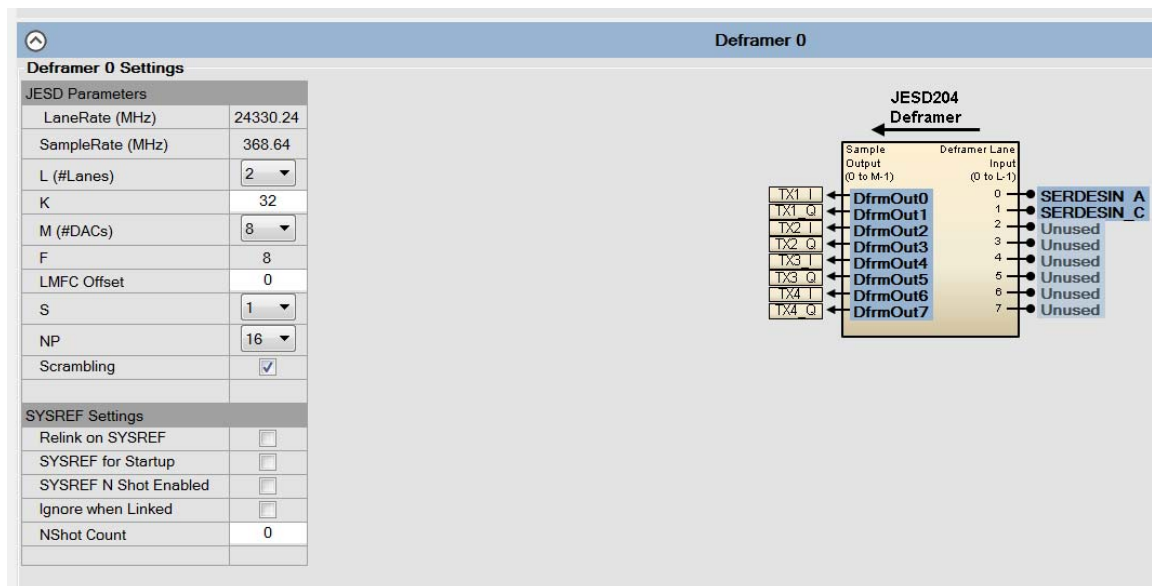 Deframer 0
Deframer 0 Settings
JESD Parameters
LaneRate (MHz) 24330.24
SampleRate (MHz) 368.64
L (#Lanes) 2
K 32
M (#DACs) 8
F 8
LMFC Offset 0
S 1
NP 16
Scrambling
SYSREF Settings
Relink on SYSREF
SYSREF for Startup
SYSREF N Shot Enabled
Ignore when Linked
NShot Count 0
JESD204
Deframer
Sample Deframer Lane
Output Input
(0 to M-1) (0 to L-1)
TX1_I DfrmOut0 0 SERDESIN_A
TX1_Q DfrmOut1 1 SERDESIN_C
TX2_I DfrmOut2 2 Unused
TX2_Q DfrmOut3 3 Unused
TX3_I DfrmOut4 4 Unused
TX3_Q DfrmOut5 5 Unused
TX4_I DfrmOut6 6 Unused
TX4_Q DfrmOut7 7 Unused